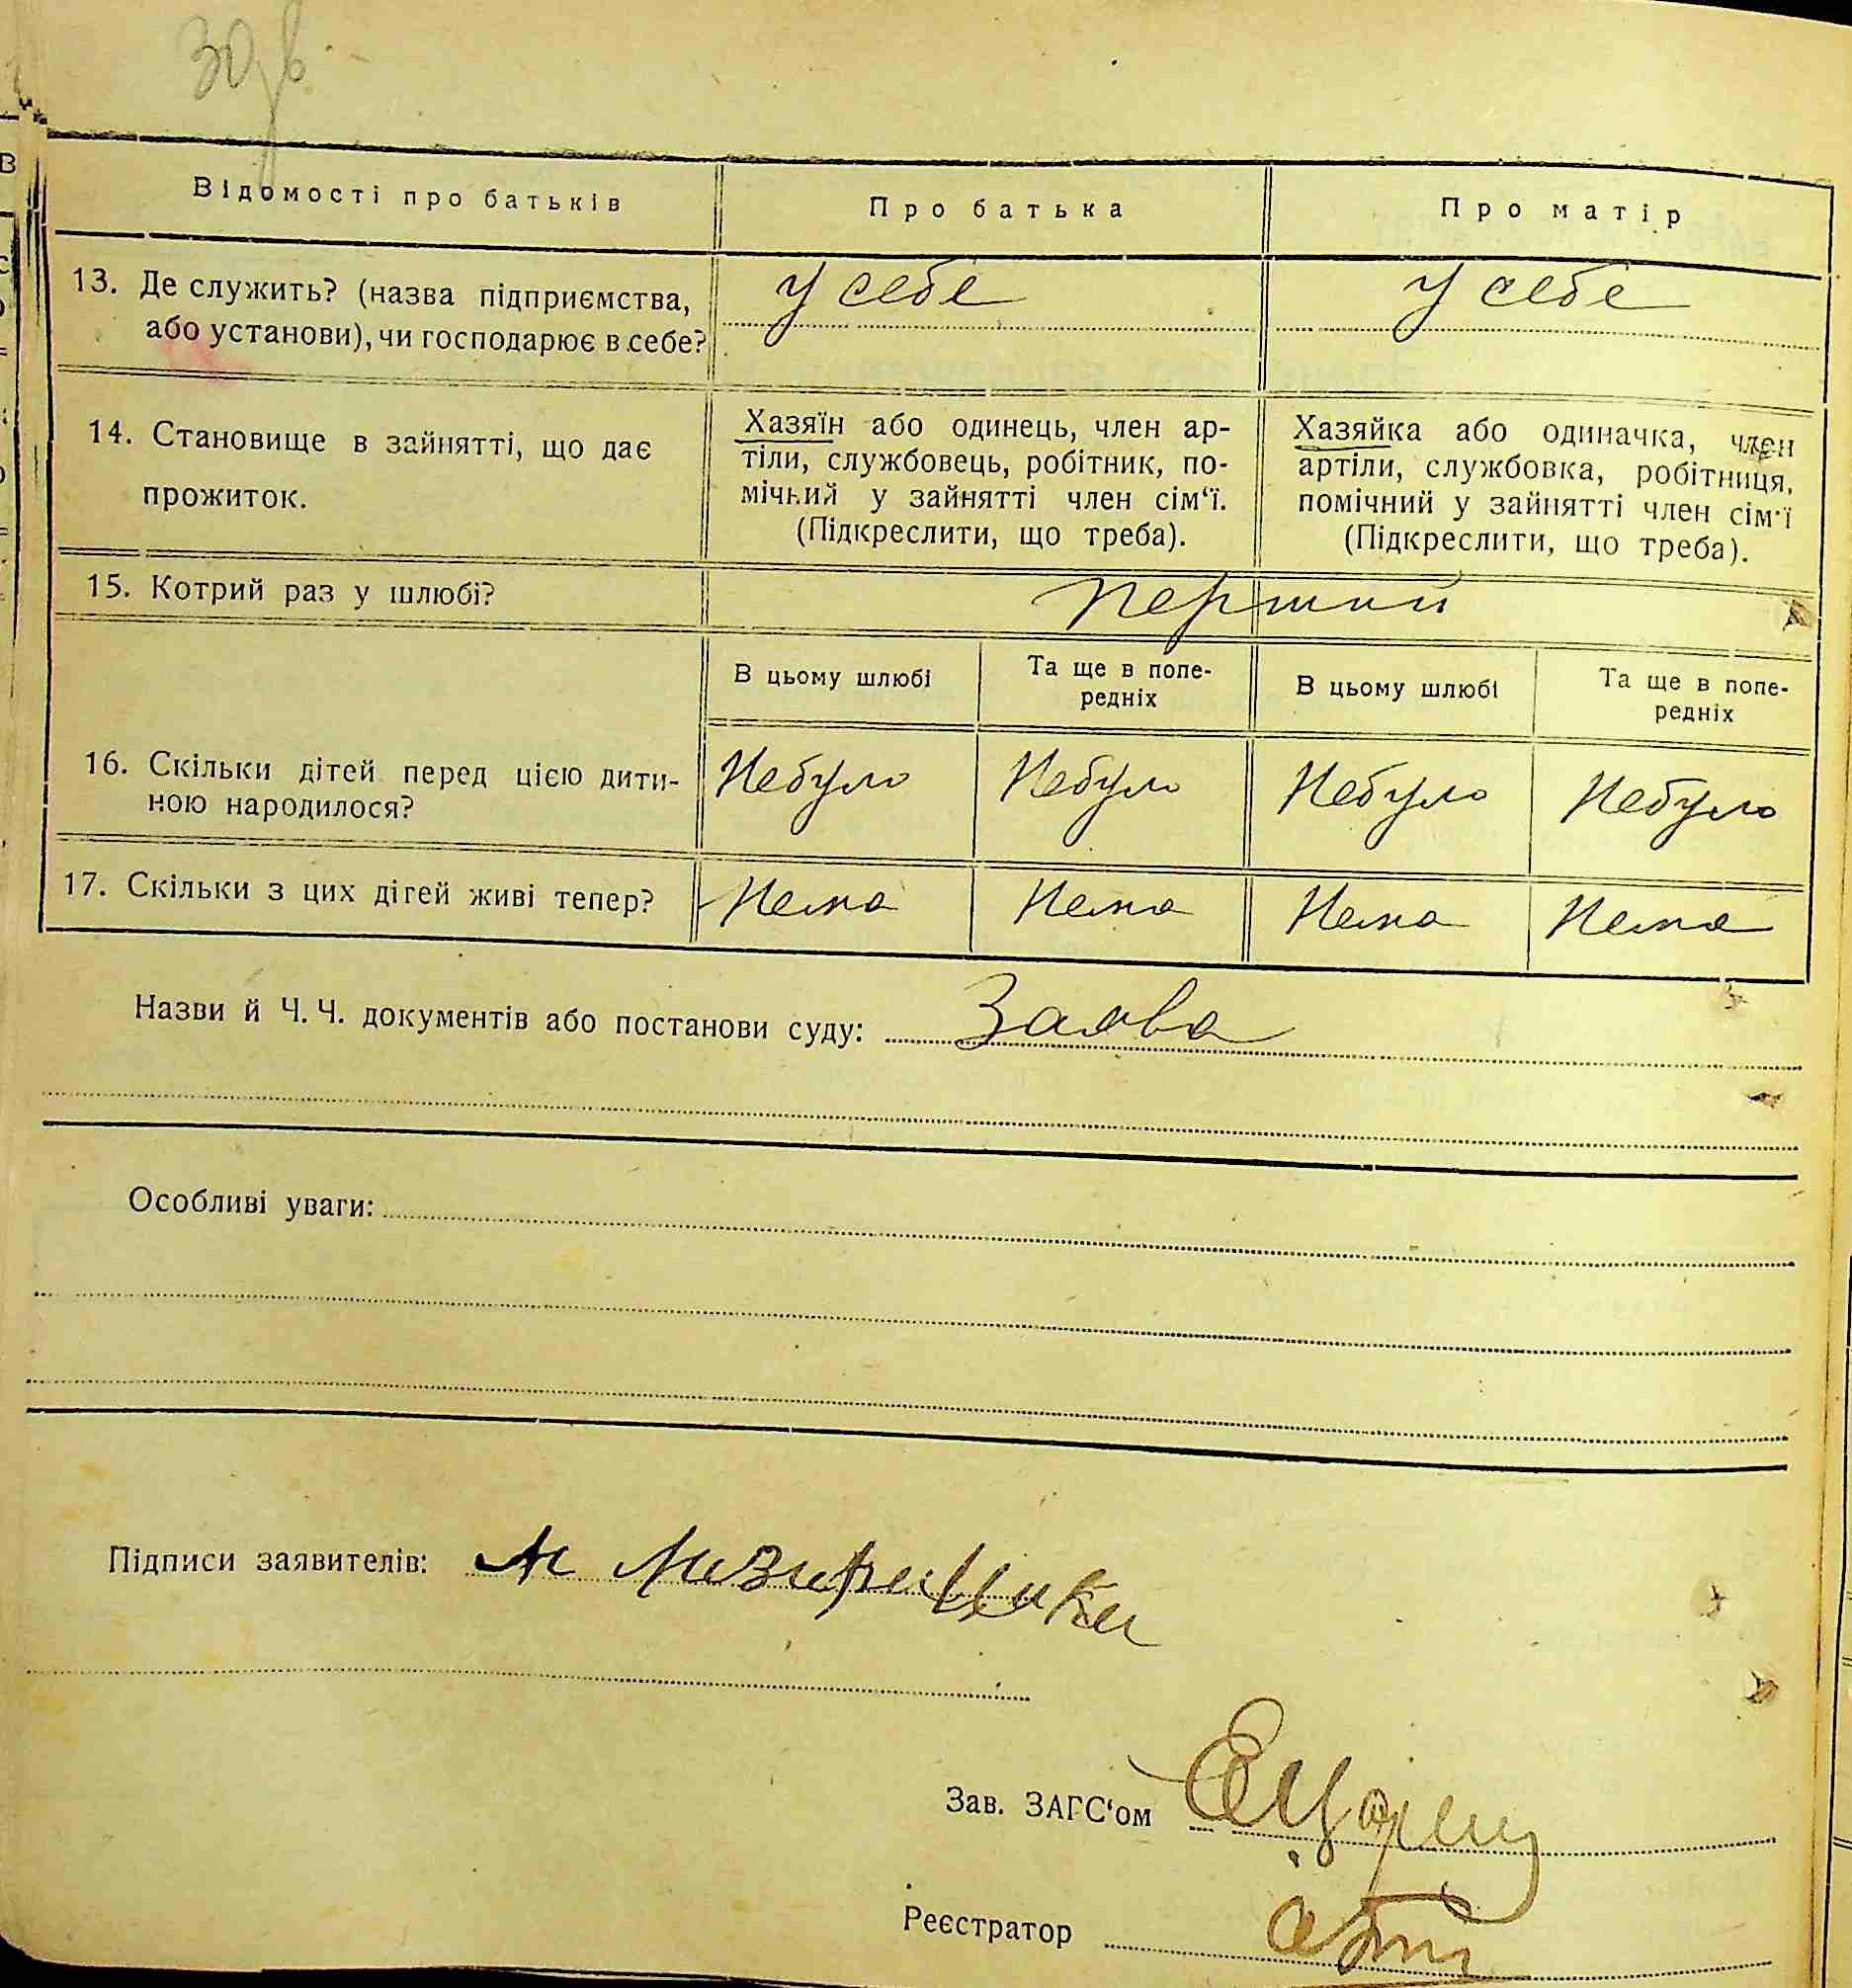 30
Відомості про батьків
Про батька
Про матір
13. Де служить? (назва підприємства,
або установи), чи господарює в себе?
у себе
у себе
14. Становище в зайнятті, що дає
прожиток.
Хазяїн або одинець, член ар-
тіли, службовець, робітник, по-
мічний у зайнятті член сім‘ї.
(Підкреслити, що треба).
Хазяйка або одиначка, член
артіли, службовка, робітниця,
помічний у зайнятті член сім‘ї
(Підкреслити, що треба).
15. Котрий раз у шлюбі?
перший
В цьому шлюбі
Та ще в попе-
редніх
В цьому шлюбі
Та ще в попе-
редніх
16. Скільки дітей перед цією дити-
ною народилося?
Небуло
Небуло
Небуло
Небуло
17. Скільки з цих дітей живі тепер?
Нема
Нема
Нема
Нема
Назви й Ч. Ч. документів або постанови суду: Заява
Особливі уваги:
Підписи заявителів:
Зав. ЗАГС‘ом
Реєстратор